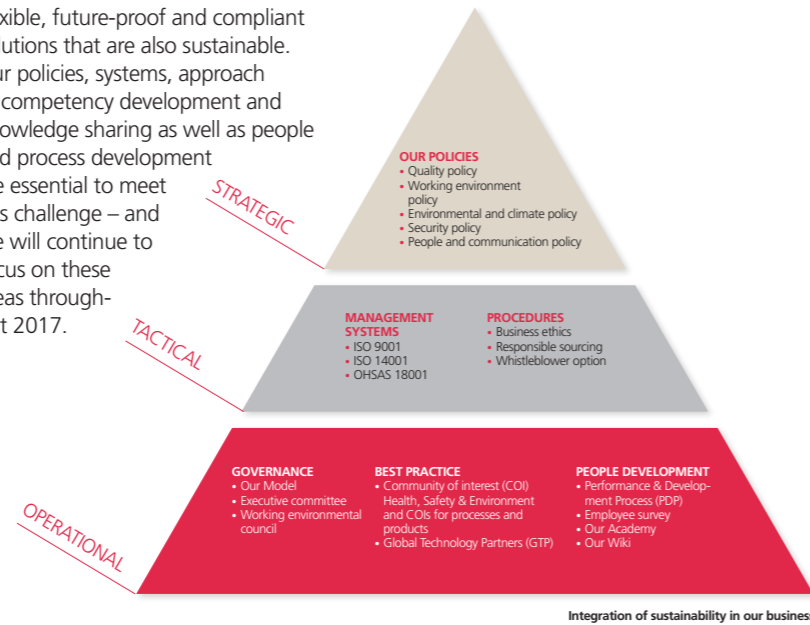 xible, future-proof and compliant
lutions that are also sustainable.
ur policies, systems, approach
competency development and
owledge sharing as well as people
d process development
e essential to meet
s challenge – and
e will continue to
cus on these
eas through-
t 2017.
STRATEGIC
OUR POLICIES
• Quality policy
• Working environment
policy
• Environmental and climate policy
• Security policy
• People and communication policy
TACTICAL
MANAGEMENT
SYSTEMS
• ISO 9001
• ISO 14001
• OHSAS 18001
PROCEDURES
• Business ethics
• Responsible sourcing
• Whistleblower option
OPERATIONAL
GOVERNANCE
• Our Model
• Executive committee
• Working environmental
council
BEST PRACTICE
• Community of interest (COI)
Health, Safety & Environment
and COIs for processes and
products
• Global Technology Partners (GTP)
PEOPLE DEVELOPMENT
• Performance & Develop-
ment Process (PDP)
• Employee survey
• Our Academy
• Our Wiki
Integration of sustainability in our business